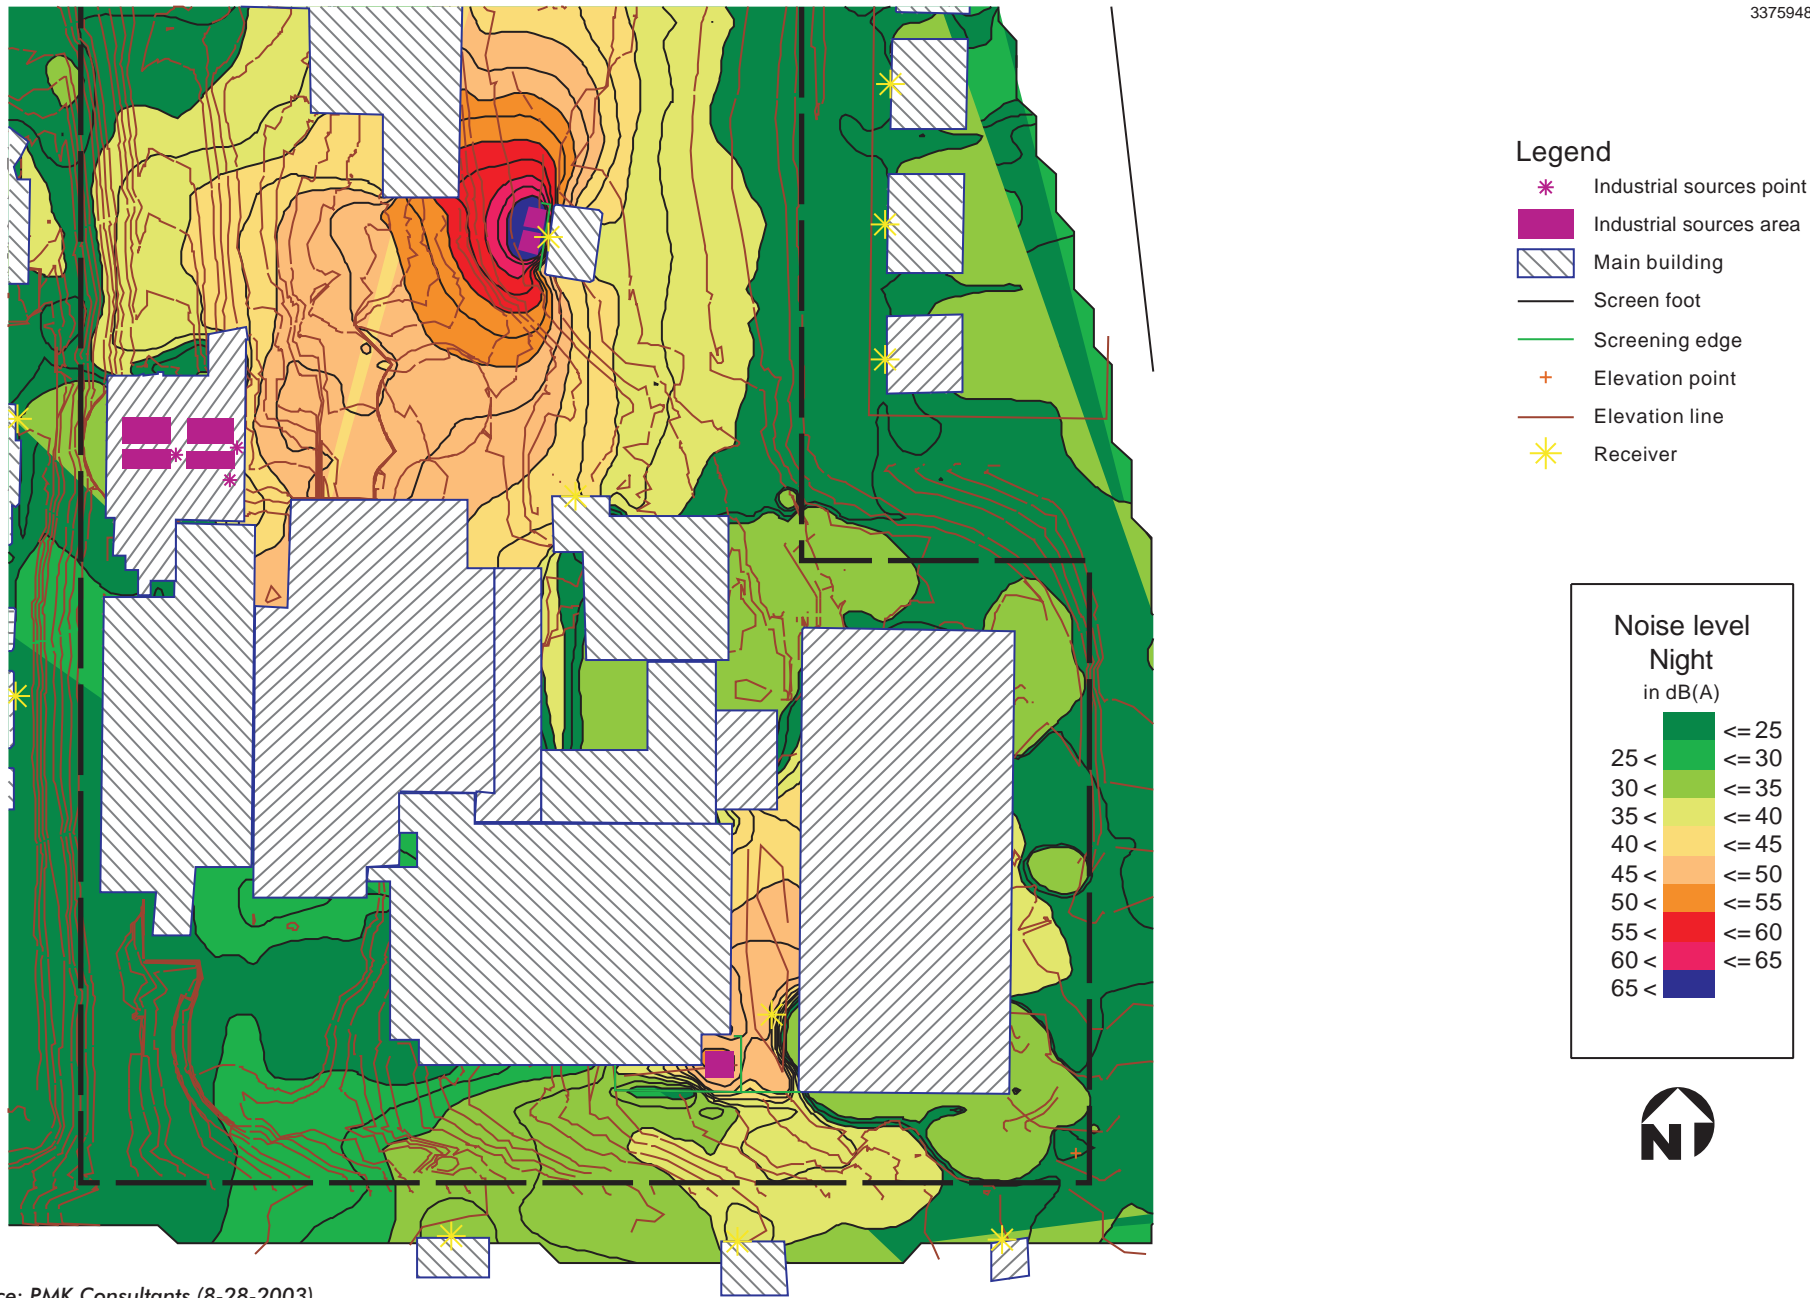 3375948
Legend
Industrial sources point
Industrial sources area
Main building
Screen foot
Screening edge
Elevation point
Elevation line
Receiver
Noise level
Night
in dB(A)
<=25
25 < <=30
30 < <=35
35 < <=40
40 < <=45
45 < <=50
50 < <=55
55 < <=60
60 < <=65
65 <
N
PMK Consultants (8-28-2003)